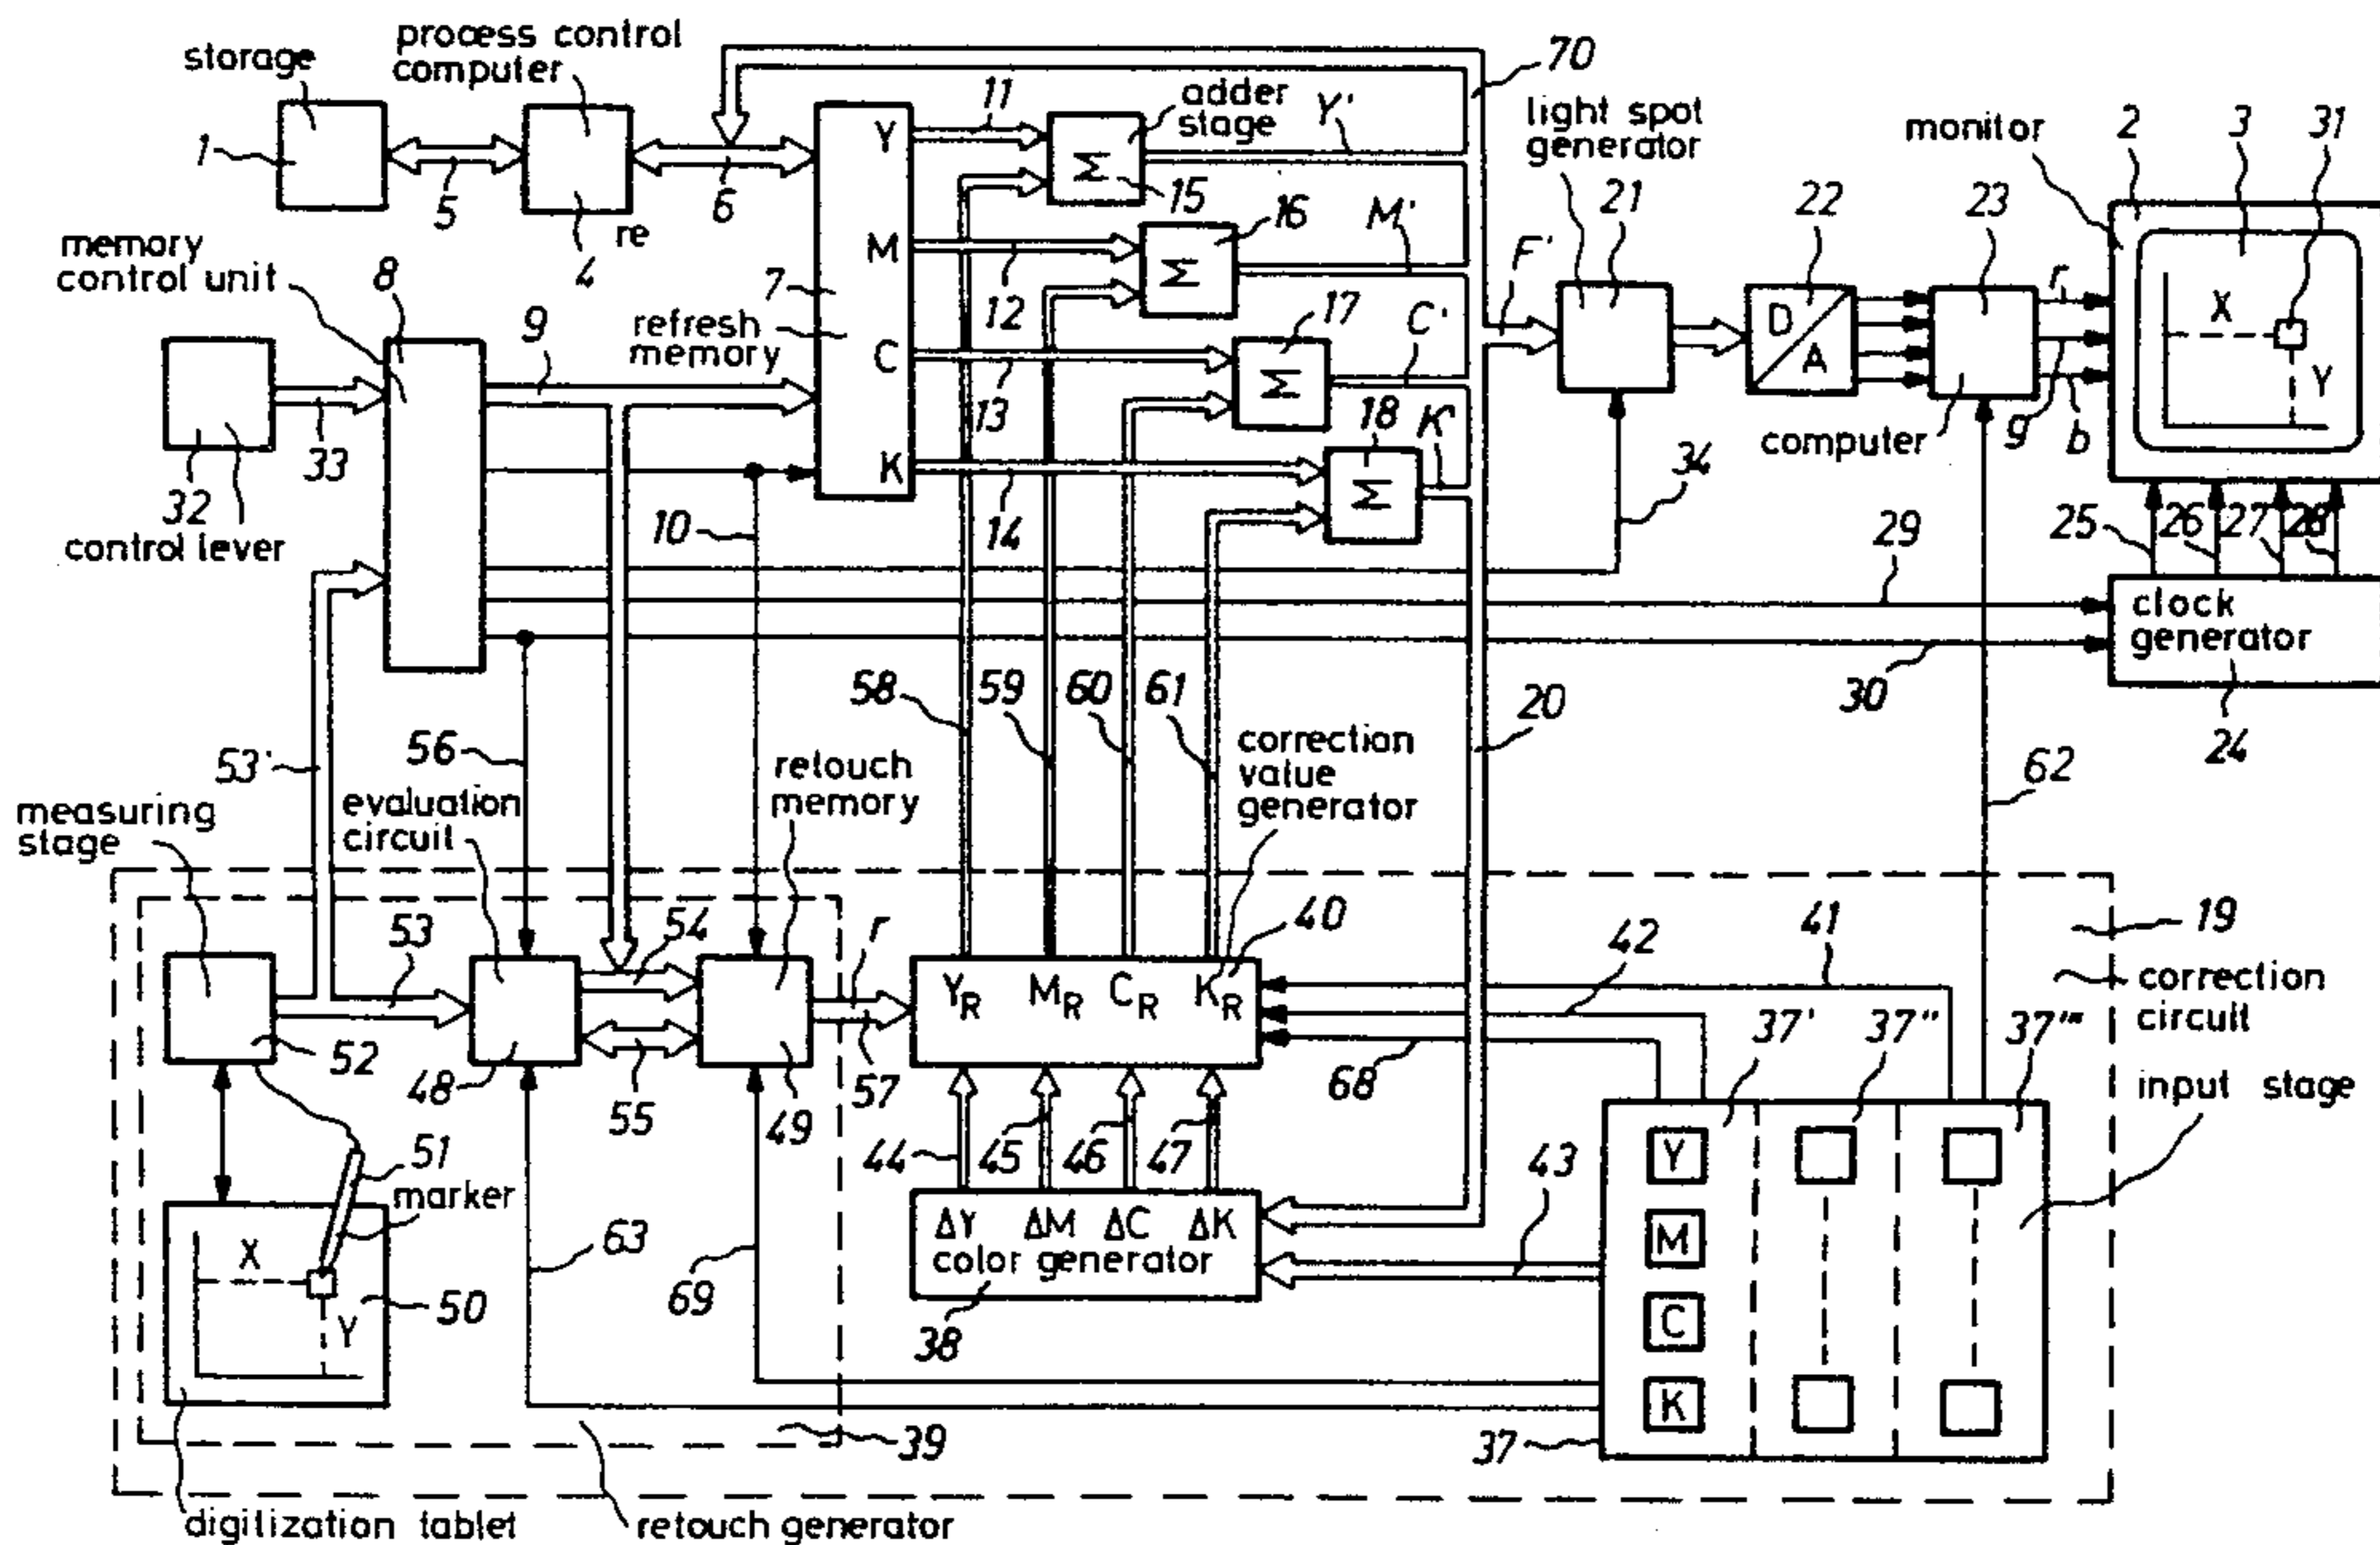 storage
process control
computer
70
11
adder
stage
Y'
light spot
generator
monitor
2
3
31
1
5
4
re
6
Y
Σ
15
16
M'
21
22
23
memory
control unit
8
7
M
12
Σ
F'
r
X
9
refresh
memory
C
17
C'
D
A
Y
33
13
Σ
18
K'
computer
g
b
32
control lever
K
14
Σ
34
10
29
25
26
27
28
clock
generator
30
24
58
59
60
61
20
53'
56
retouch
memory
correction
value
generator
62
measuring
stage
evaluation
circuit
53
54
r
40
42
41
19
correction
circuit
YR
MR
CR
KR
52
48
55
49
57
68
37'
37"
37"'
input stage
51
marker
44
45
46
47
43
Y
X
Y
50
63
69
ΔY
ΔM
ΔC
ΔK
color generator
M
38
C
K
39
37
digilization tablet
retouch generator